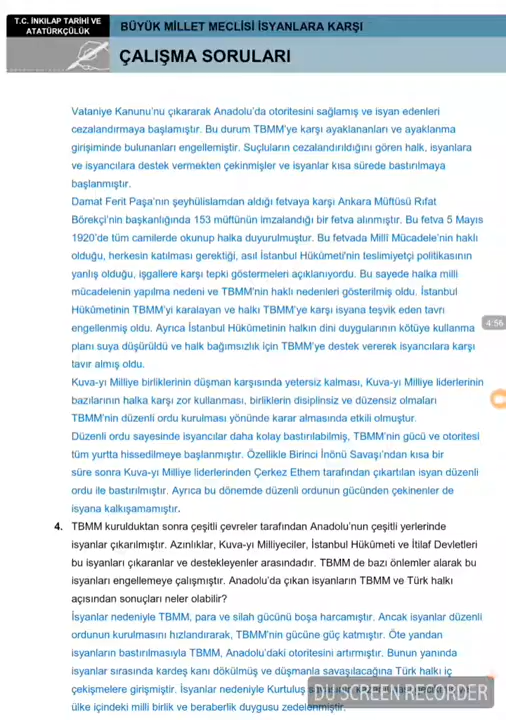 T.C. İNKILAP TARİHİ VE
ATATÜRKÇÜLÜK
BÜYÜK MİLLET MECLİSİ İSYANLARA KARŞI
ÇALIŞMA SORULARI
Vataniye Kanunu'nu çıkararak Anadolu'da otoritesini sağlamış ve isyan edenleri
cezalandırmaya başlamıştır. Bu durum TBMM'ye karşı ayaklananları ve ayaklanma
girişiminde bulunanları engellemiştir. Suçluların cezalandırıldığını gören halk, isyanlara
ve isyancılara destek vermekten çekinmişler ve isyanlar kısa sürede bastırılmaya
başlanmıştır.
Damat Ferit Paşa'nın şeyhülislamdan aldığı fetvaya karşı Ankara Müftüsü Rıfat
Börekçi'nin başkanlığında 153 müftünün imzalandığı bir fetva alınmıştır. Bu fetva 5 Mayıs
1920'de tüm camilerde okunup halka duyurulmuştur. Bu fetvada Millî Mücadele'nin haklı
olduğu, herkesin katılması gerektiği, asıl İstanbul Hükûmeti'nin teslimiyetçi politikasının
yanlış olduğu, işgallere karşı tepki göstermeleri açıklanıyordu. Bu sayede halka milli
mücadelenin yapılma nedeni ve TBMM'nin haklı nedenleri gösterilmiş oldu. İstanbul
Hükûmetinin TBMM'yi karalayan ve halkı TBMM'ye karşı isyana teşvik eden tavrı
engellenmiş oldu. Ayrıca İstanbul Hükûmetinin halkın dini duygularının kötüye kullanma
4:56
planı suya düşürüldü ve halk bağımsızlık için TBMM'ye destek vererek isyancılara karşı
tavır almış oldu.
Kuva-yı Milliye birliklerinin düşman karşısında yetersiz kalması, Kuva-yı Milliye liderlerinin
bazılarının halka karşı zor kullanması, birliklerin disiplinsiz ve düzensiz olmaları
TBMM'nin düzenli ordu kurulması yönünde karar almasında etkili olmuştur.
Düzenli ordu sayesinde isyancılar daha kolay bastırılabilmiş, TBMM'nin gücü ve otoritesi
tüm yurtta hissedilmeye başlanmıştır. Özellikle Birinci İnönü Savaşı'ndan kısa bir
süre sonra Kuva-yı Milliye liderlerinden Çerkez Ethem tarafından çıkartılan isyan düzenli
ordu ile bastırılmıştır. Ayrıca bu dönemde düzenli ordunun gücünden çekinenler de
isyana kalkışamamıştır.
4. TBMM kurulduktan sonra çeşitli çevreler tarafından Anadolu'nun çeşitli yerlerinde
isyanlar çıkarılmıştır. Azınlıklar, Kuva-yı Milliyeciler, İstanbul Hükûmeti ve İtilaf Devletleri
bu isyanları çıkaranlar ve destekleyenler arasındadır. TBMM de bazı önlemler alarak bu
isyanları engellemeye çalışmıştır. Anadolu'da çıkan isyanların TBMM ve Türk halkı
açısından sonuçları neler olabilir?
İsyanlar nedeniyle TBMM, para ve silah gücünü boşa harcamıştır. Ancak isyanlar düzenli
ordunun kurulmasını hızlandırarak, TBMM'nin gücüne güç katmıştır. Öte yandan
isyanların bastırılmasıyla TBMM, Anadolu'daki otoritesini artırmıştır. Bunun yanında
isyanlar sırasında kardeş kanı dökülmüş ve düşmanla savaşılacağına Türk halkı iç
çekişmelere girişmiştir. İsyanlar nedeniyle Kurtuluş
DU SCREEN RECORDER
ülke içindeki milli birlik ve beraberlik duygusu zedelenmiştir.